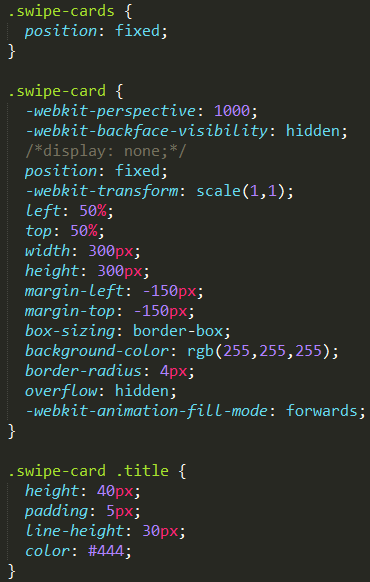 .swipe-cards {
  position: fixed;
}

.swipe-card {
  -webkit-perspective: 1000;
  -webkit-backface-visibility: hidden;
  /*display: none;*/
  position: fixed;
  -webkit-transform: scale(1,1);
  left: 50%;
  top: 50%;
  width: 300px;
  height: 300px;
  margin-left: -150px;
  margin-top: -150px;
  box-sizing: border-box;
  background-color: rgb(255,255,255);
  border-radius: 4px;
  overflow: hidden;
  -webkit-animation-fill-mode: forwards;
}

.swipe-card .title {
  height: 40px;
  padding: 5px;
  line-height: 30px;
  color: #444;
}